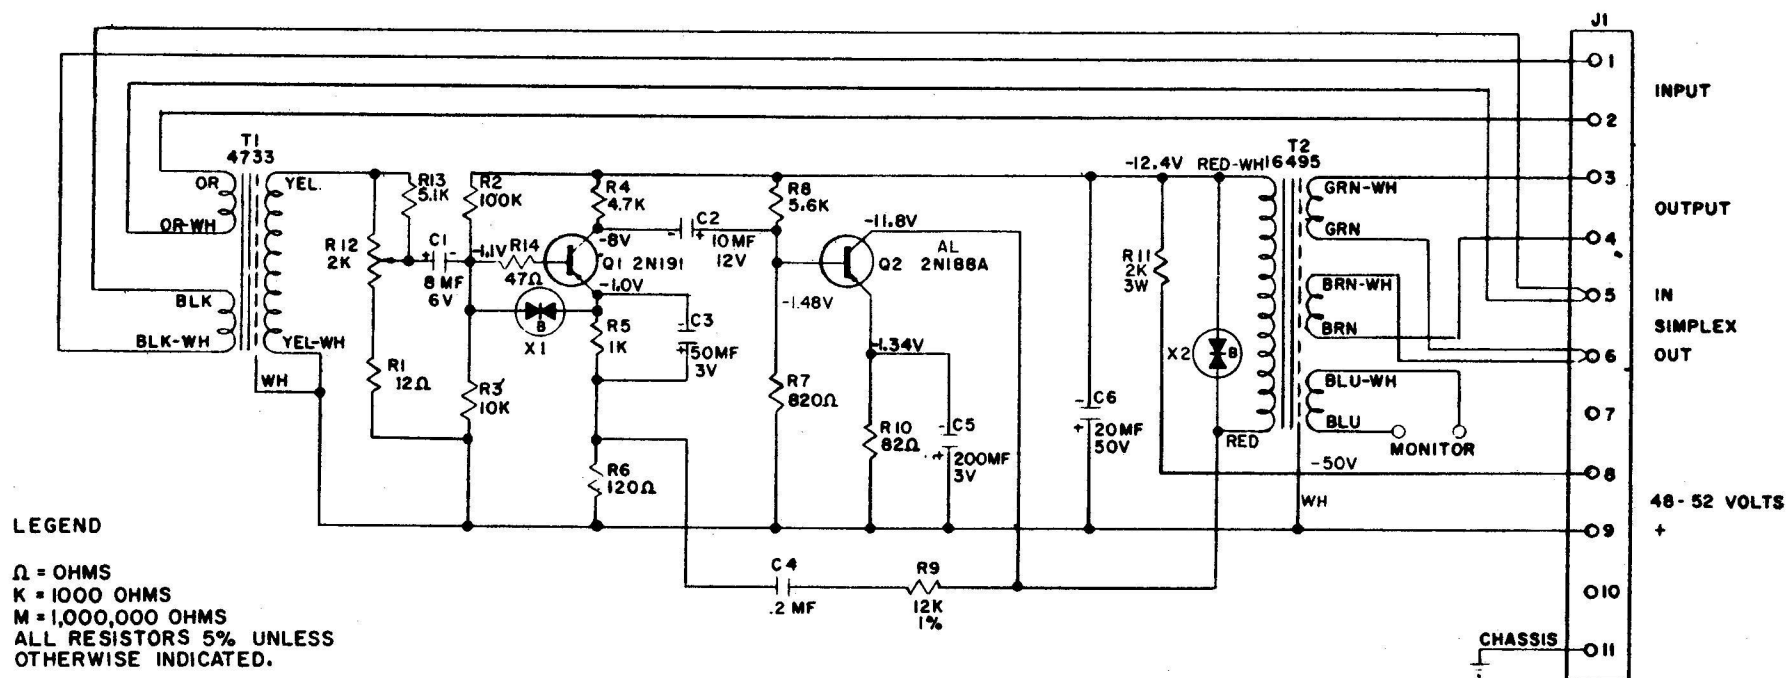 J1
1
INPUT
2
T1
4733
OR
YEL.
OR-WH
BLK
BLK-WH
YEL-WH
WH
R13
5.1K
R12
2K
R1
12Ω
C1
+ -
8 MF
6V
R2
100K
-1.1V
R14
47Ω
R3
10K
B
X1
R4
4.7K
-8V
Q1 2N191
-1.0V
R5
1K
R6
120Ω
C3
-
+
50MF
3V
C2
- +
10MF
12V
R8
5.6K
-11.8V
AL
Q2 2N188A
-1.48V
R7
820Ω
-1.34V
R10
82Ω
C5
-
+
200MF
3V
C6
-
+
20MF
50V
-12.4V
RED-WH
R11
2K
3W
X2
B
RED
-50V
T2
16495
GRN-WH
GRN
BRN-WH
BRN
BLU-WH
BLU
MONITOR
WH
3
OUTPUT
4
5
IN
SIMPLEX
6
OUT
7
8
48-52 VOLTS
9
+
10
CHASSIS
11
C4
.2 MF
R9
12K
1%
LEGEND
Ω = OHMS
K = 1000 OHMS
M = 1,000,000 OHMS
ALL RESISTORS 5% UNLESS
OTHERWISE INDICATED.